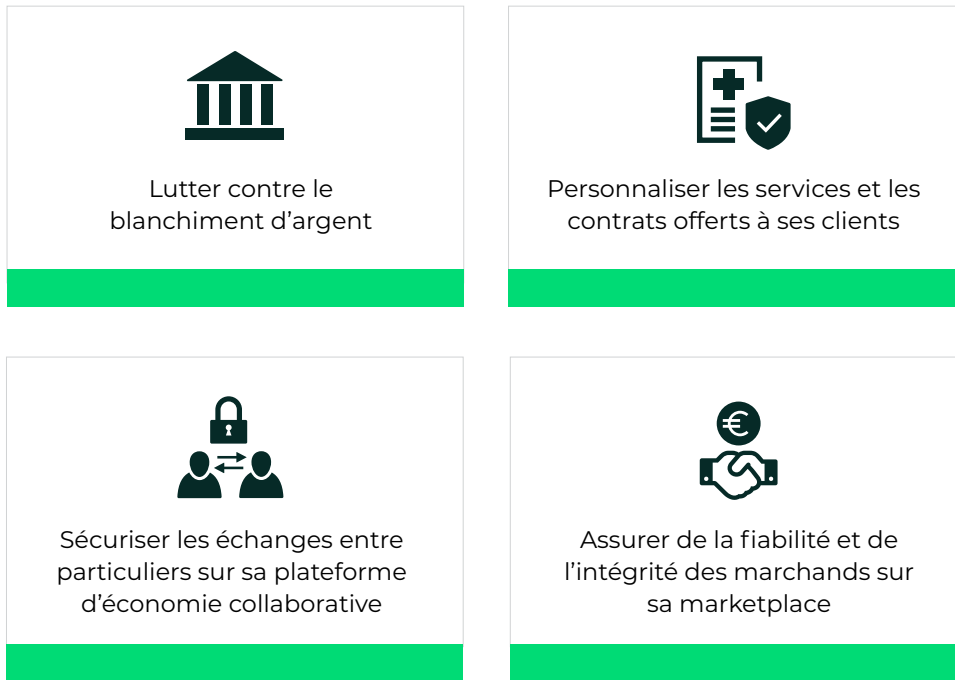 Lutter contre le
blanchiment d’argent
Personnaliser les services et les
contrats offerts à ses clients
Sécuriser les échanges entre
particuliers sur sa plateforme
d’économie collaborative
Assurer de la fiabilité et de
l’intégrité des marchands sur
sa marketplace